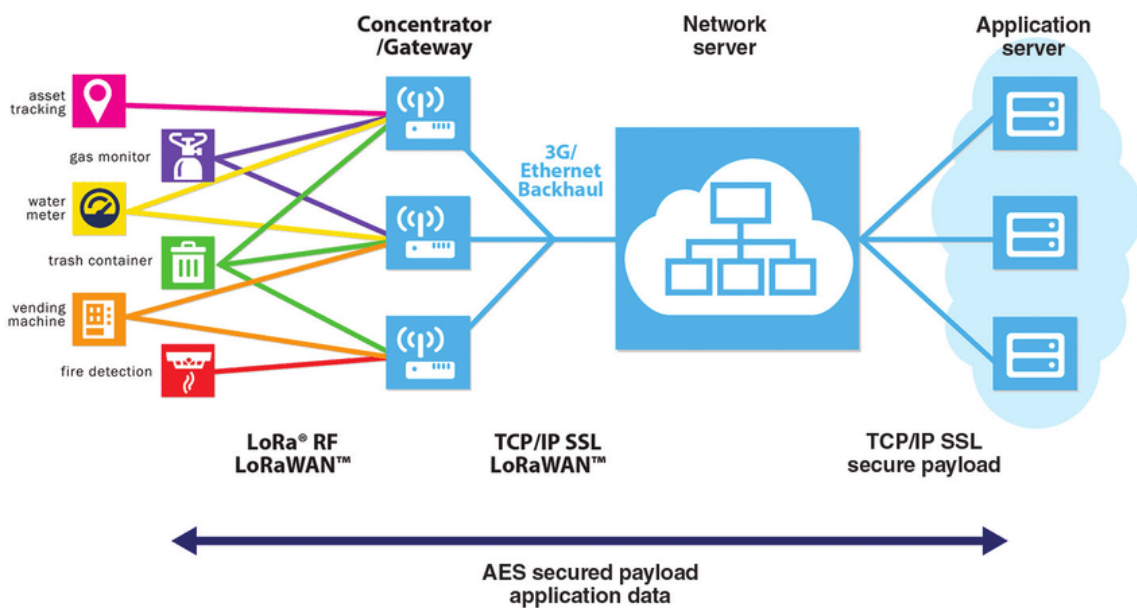 Concentrator
/Gateway
Network
server
Application
server
asset
tracking
gas monitor
water
meter
trash container
vending
machine
fire detection
3G/
Ethernet
Backhaul
LoRa® RF
LoRaWAN™
TCP/IP SSL
LoRaWAN™
TCP/IP SSL
secure payload
AES secured payload
application data